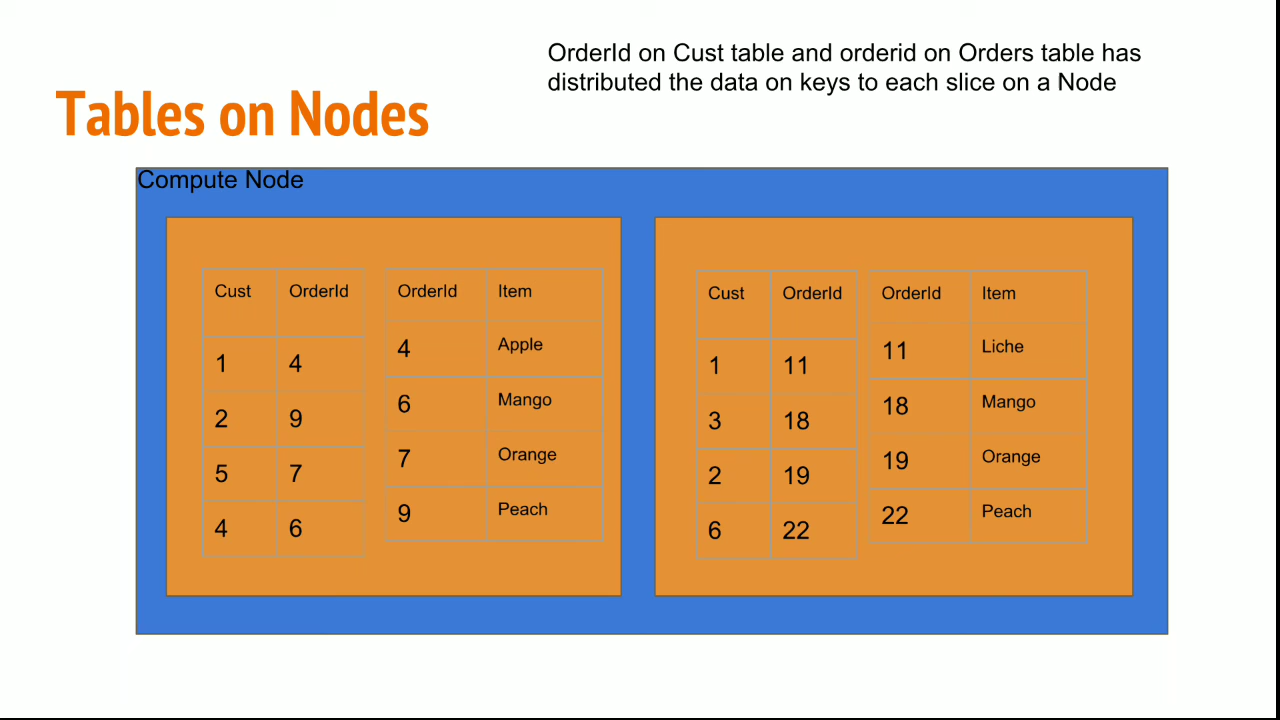 OrderId on Cust table and orderid on Orders table has
distributed the data on keys to each slice on a Node
Tables on Nodes
Compute Node
Cust OrderId
1 4
2 9
5 7
4 6
OrderId Item
4 Apple
6 Mango
7 Orange
9 Peach
Cust OrderId
1 11
3 18
2 19
6 22
OrderId Item
11 Liche
18 Mango
19 Orange
22 Peach